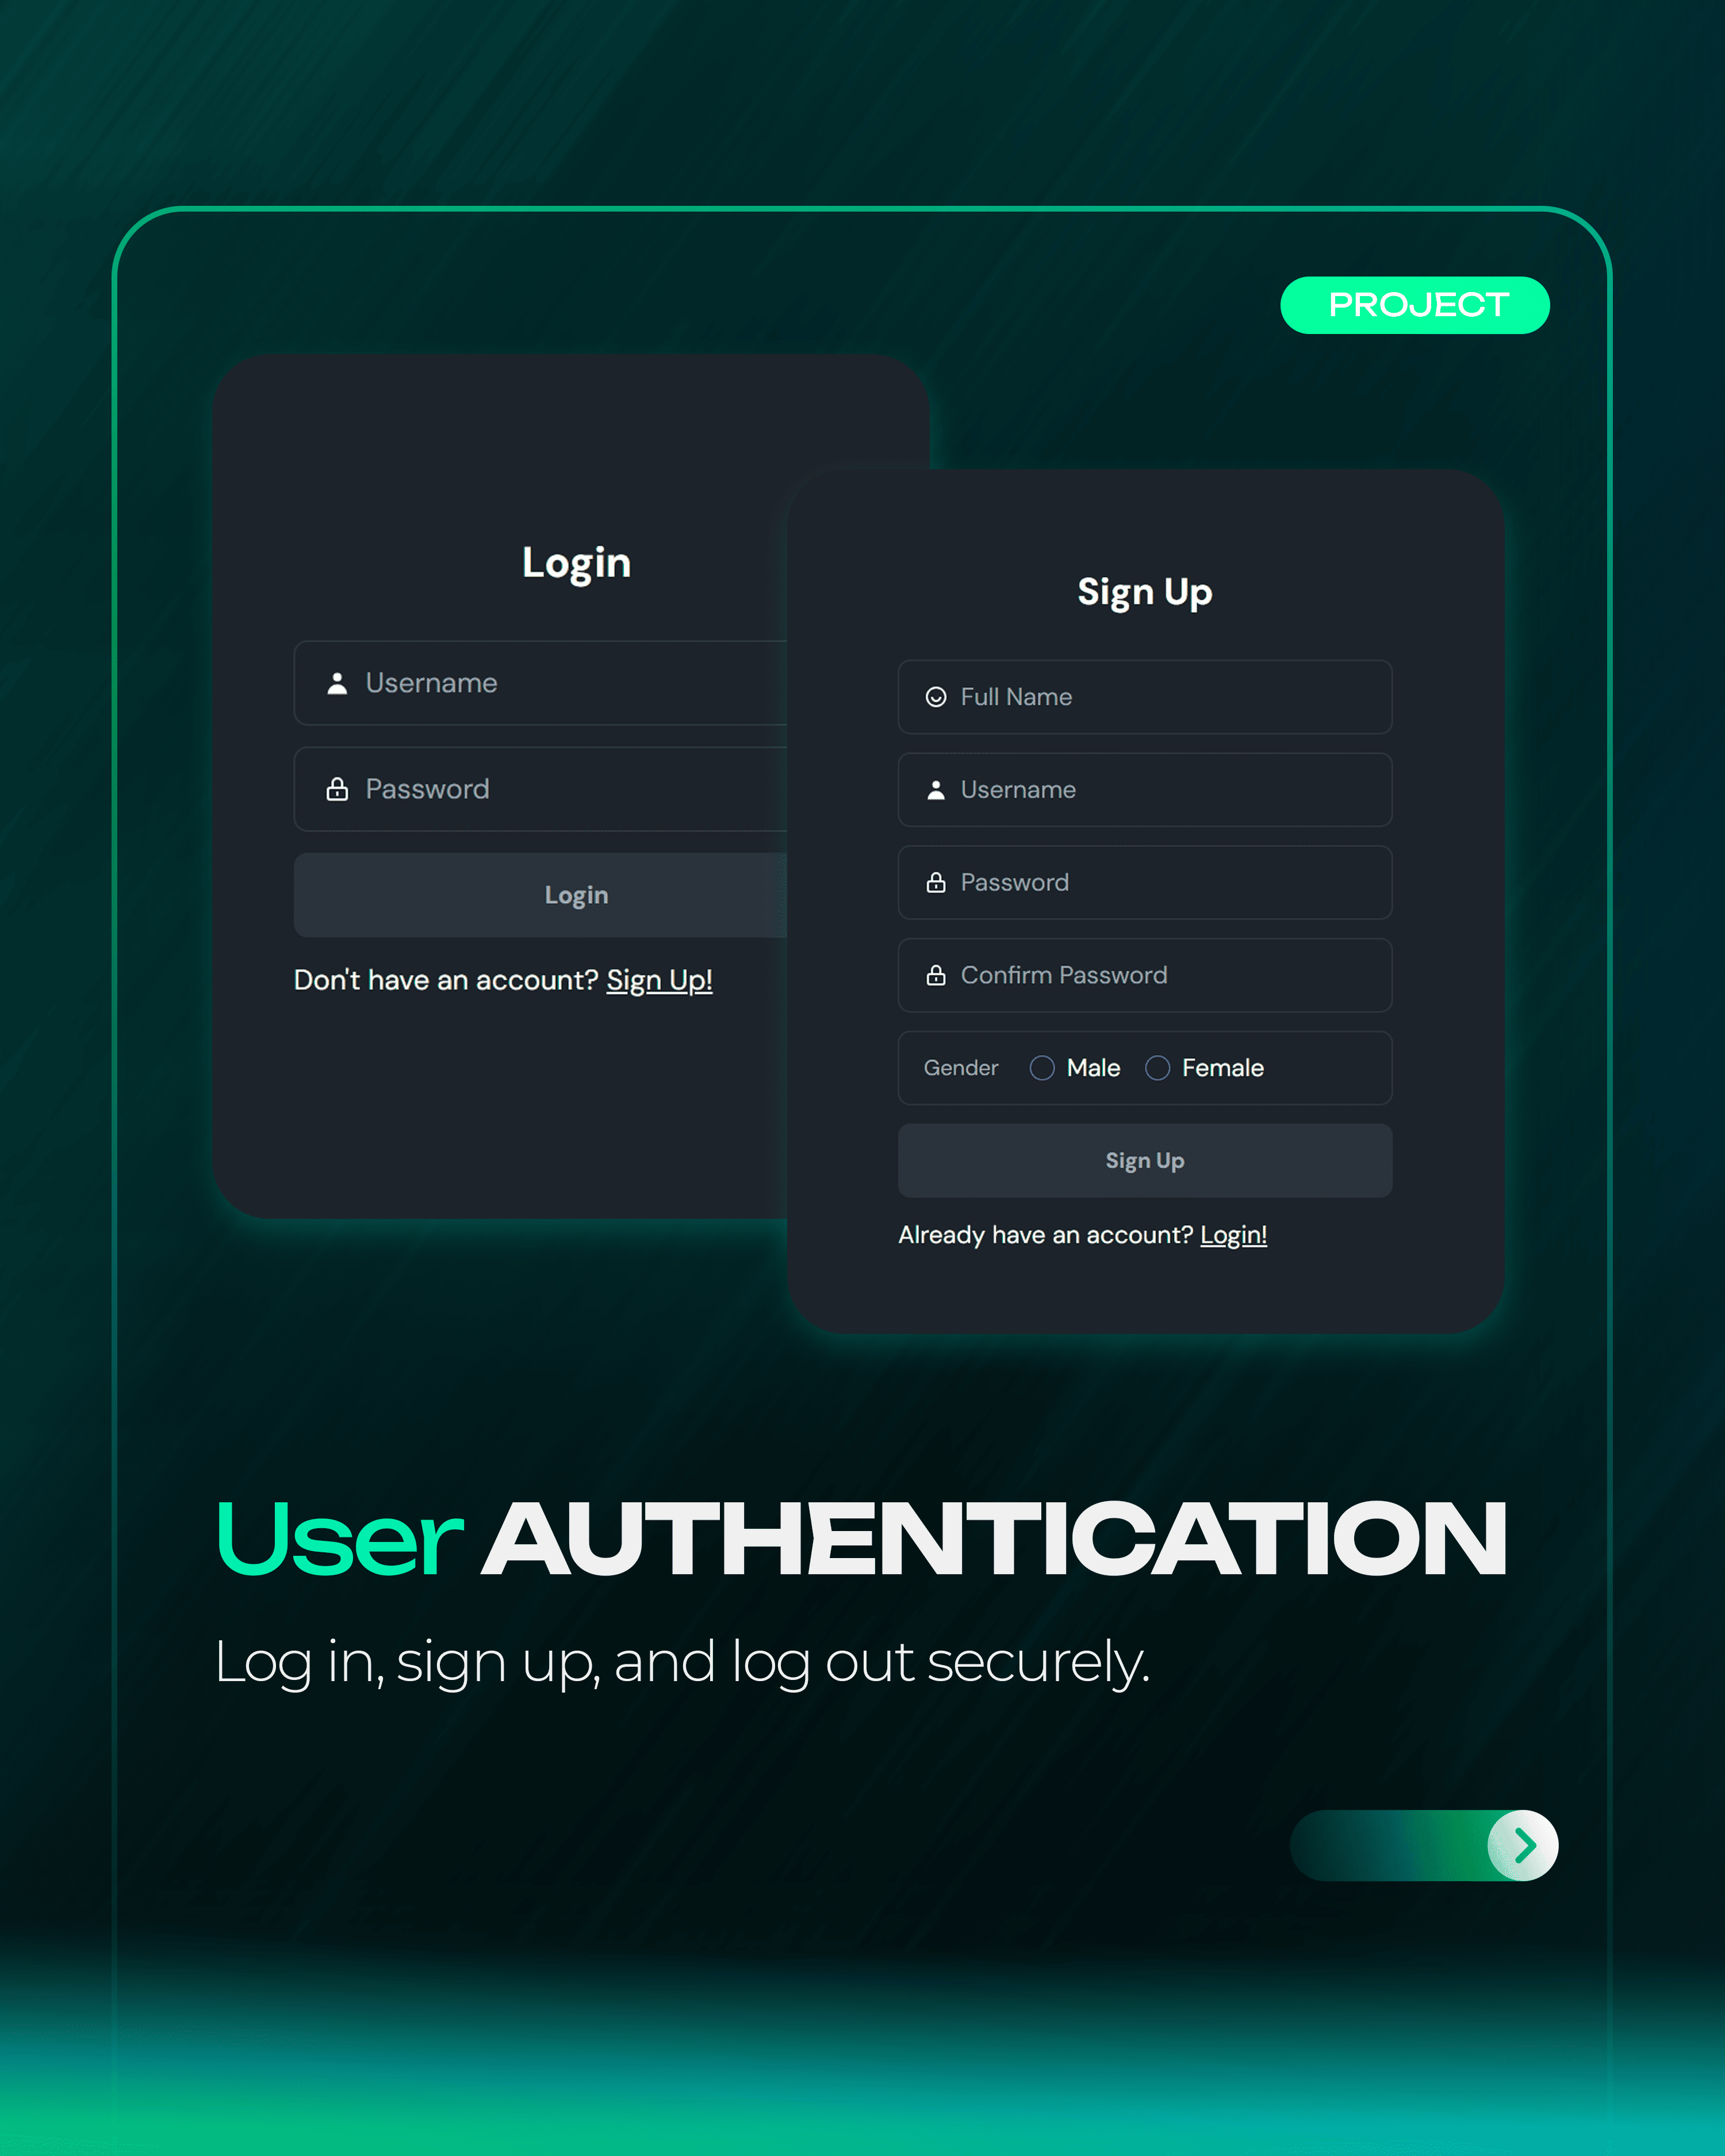 PROJECT
Login
Username
Password
Login
Don't have an account? Sign Up!
Sign Up
Full Name
Username
Password
Confirm Password
Gender Male Female
Sign Up
Already have an account? Login!
User AUTHENTICATION
Log in, sign up, and log out securely.